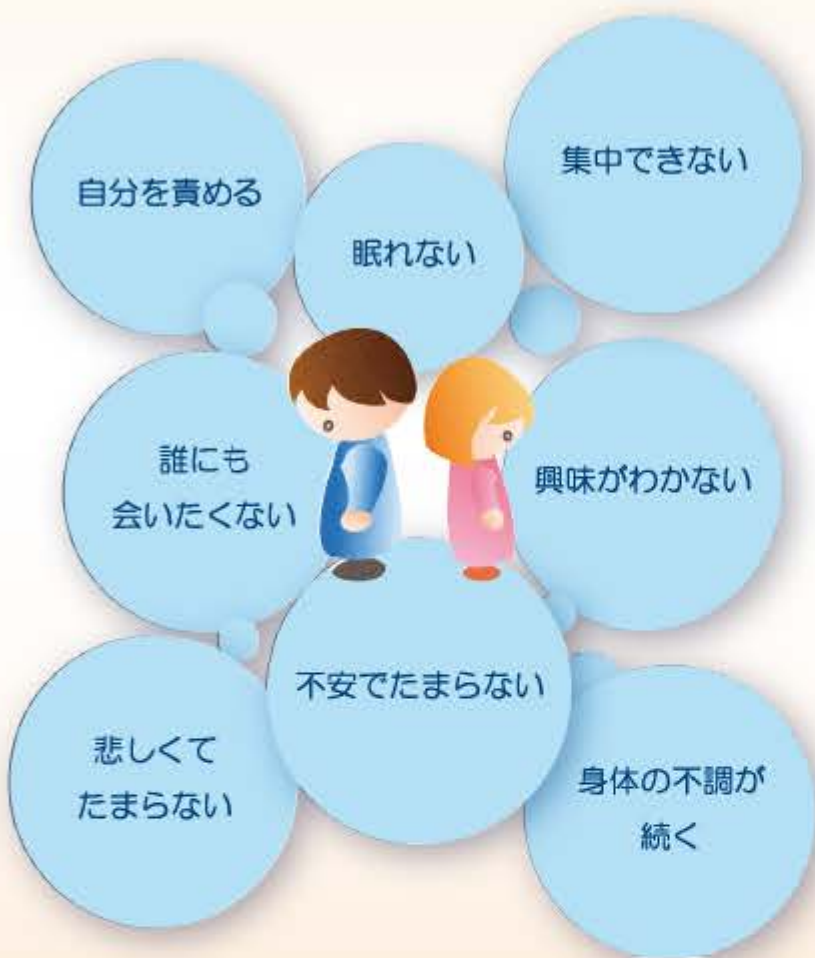 自分を責める
眠れない
集中できない
誰にも
会いたくない
興味がわかない
不安でたまらない
悲しくて
たまらない
身体の不調が
続く